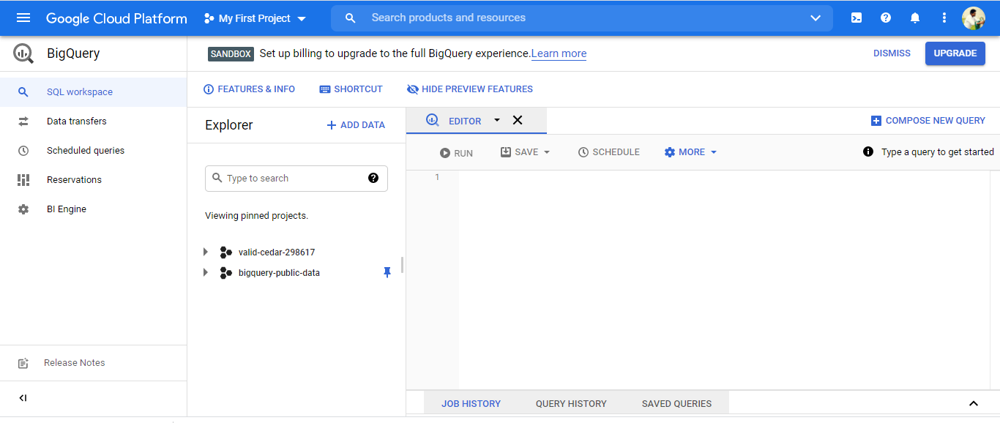 Google Cloud Platform
My First Project
Search products and resources
BigQuery
SANDBOX Set up billing to upgrade to the full BigQuery experience. Learn more
DISMISS
UPGRADE
SQL workspace
Data transfers
Scheduled queries
Reservations
BI Engine
Release Notes
FEATURES & INFO
SHORTCUT
HIDE PREVIEW FEATURES
Explorer
ADD DATA
Type to search
Viewing pinned projects.
valid-cedar-298617
bigquery-public-data
EDITOR
COMPOSE NEW QUERY
RUN
SAVE
SCHEDULE
MORE
Type a query to get started
1
JOB HISTORY
QUERY HISTORY
SAVED QUERIES